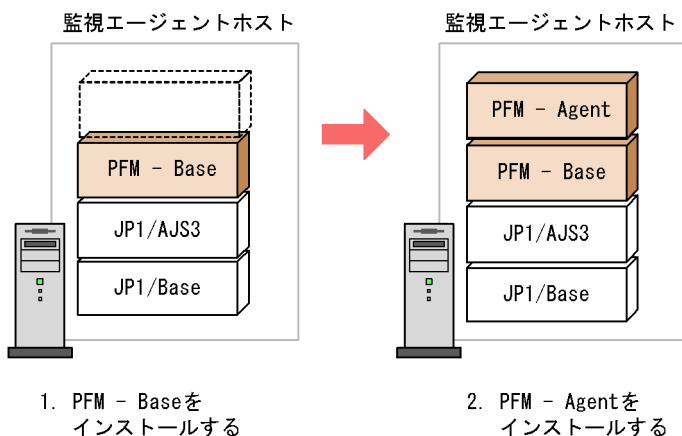 監視エージェントホスト
PFM - Base
JP1/AJS3
JP1/Base
1. PFM - Baseを
インストールする
監視エージェントホスト
PFM - Agent
PFM - Base
JP1/AJS3
JP1/Base
2. PFM - Agentを
インストールする